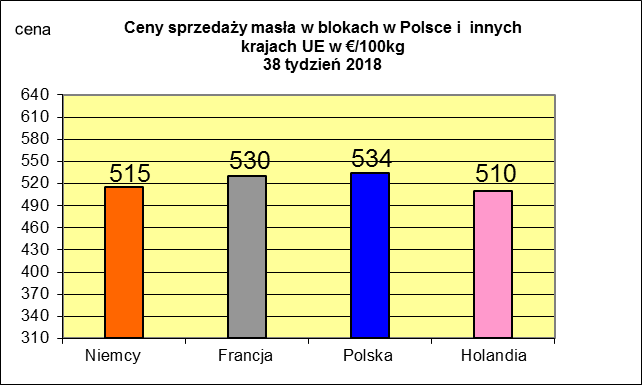 cena
Ceny sprzedaży masła w blokach w Polsce i  innych
krajach UE w €/100kg
38 tydzień 2018
640
610
580
550
520
490
460
430
400
370
340
310
515
530
534
510
Niemcy
Francja
Polska
Holandia